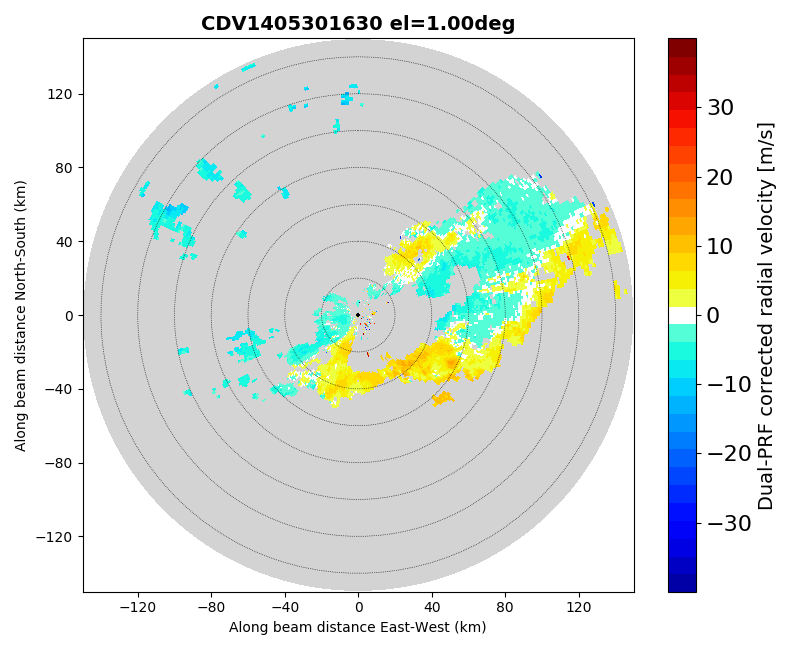 CDV1405301630 el=1.00deg
Along beam distance North-South (km)
120
80
40
0
−40
−80
−120
−120 −80 −40 0 40 80 120
Along beam distance East-West (km)
30
20
10
0
−10
−20
−30
Dual-PRF corrected radial velocity [m/s]